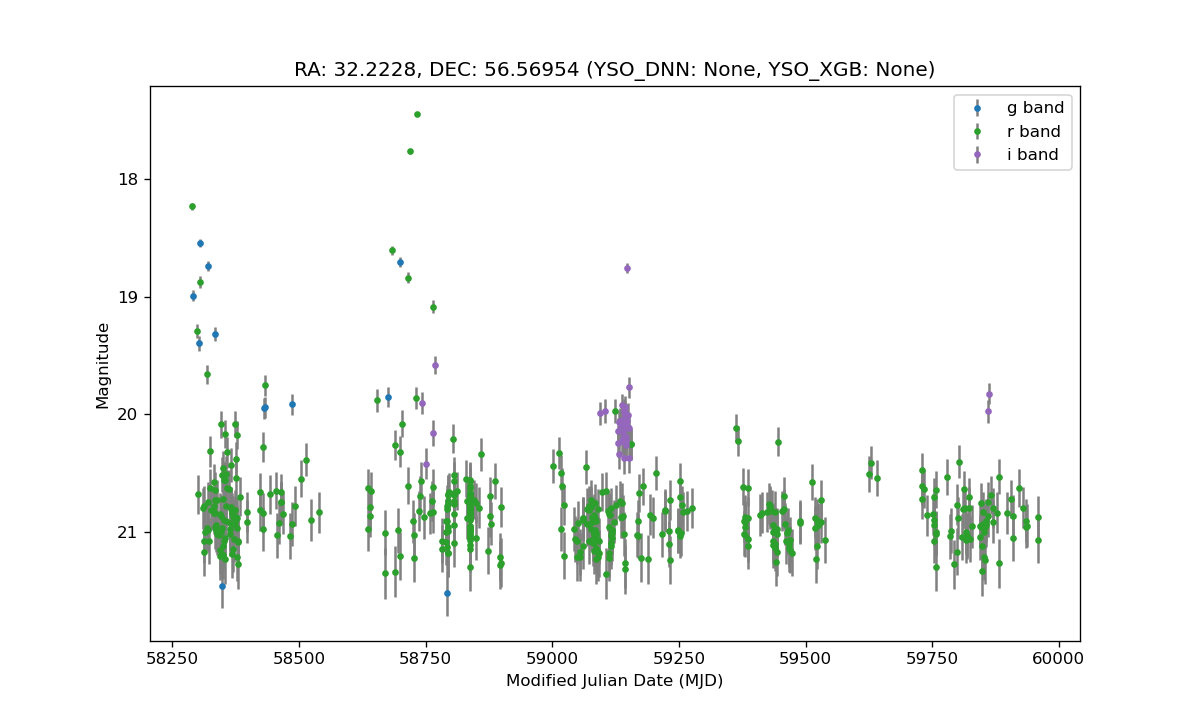 RA: 32.2228, DEC: 56.56954 (YSO_DNN: None, YSO_XGB: None)
g band
r band
i band
18
19
20
21
Magnitude
58250 58500 58750 59000 59250 59500 59750 60000
Modified Julian Date (MJD)